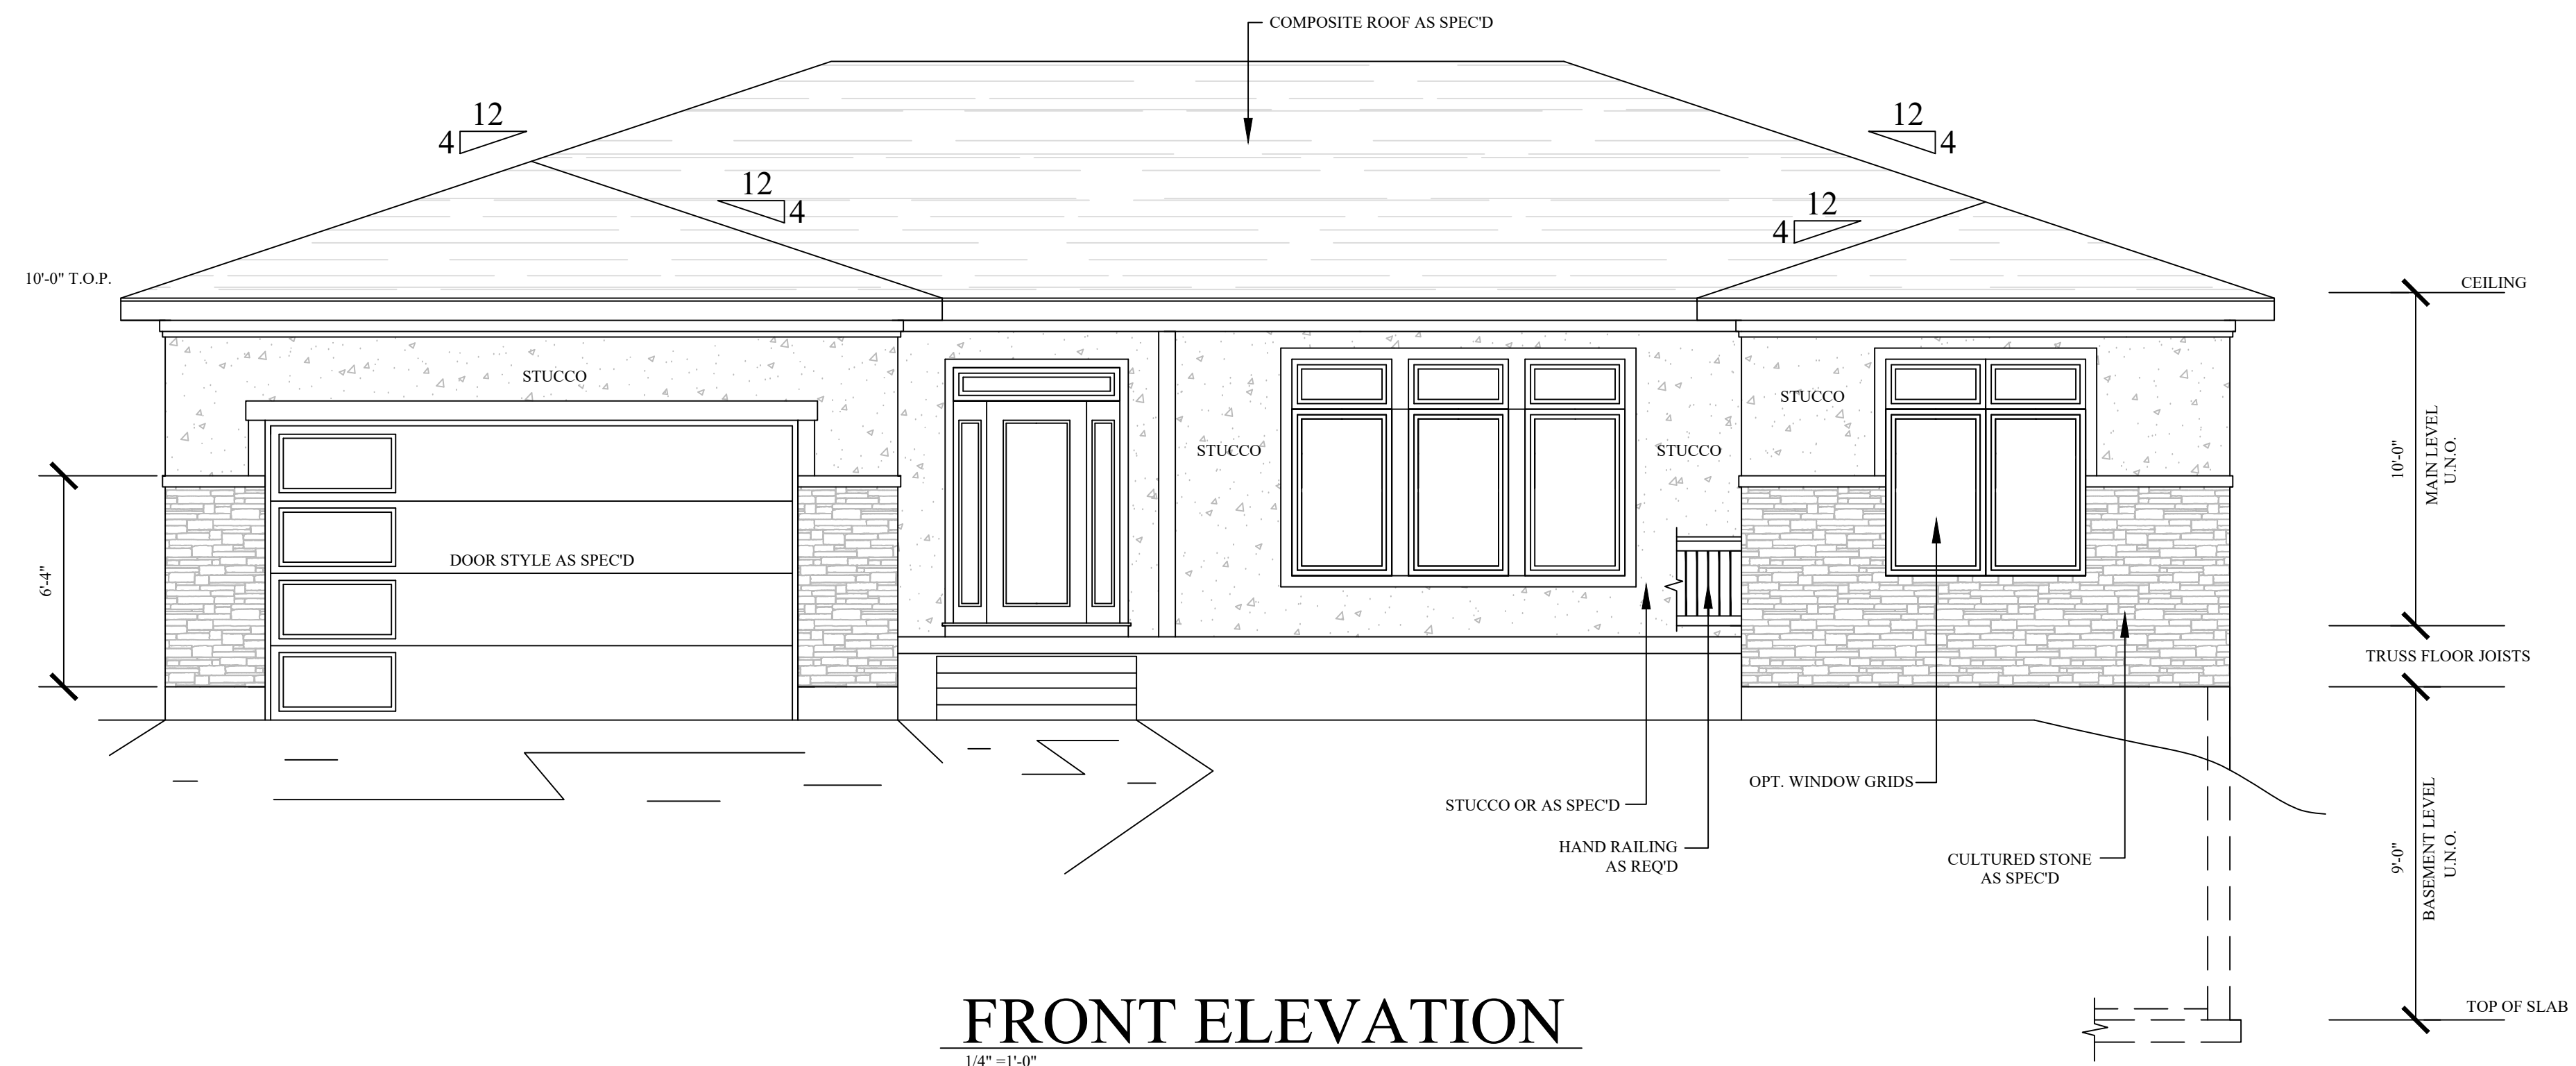 COMPOSITE ROOF AS SPEC'D
12
4
12
4
12
4
12
4
10'-0" T.O.P.
CEILING
STUCCO
STUCCO
STUCCO
STUCCO
DOOR STYLE AS SPEC'D
6'-4"
10'-0"
MAIN LEVEL
U.N.O.
TRUSS FLOOR JOISTS
OPT. WINDOW GRIDS
STUCCO OR AS SPEC'D
HAND RAILING
AS REQ'D
CULTURED STONE
AS SPEC'D
9'-0"
BASEMENT LEVEL
U.N.O.
TOP OF SLAB
FRONT ELEVATION
1/4" =1'-0"